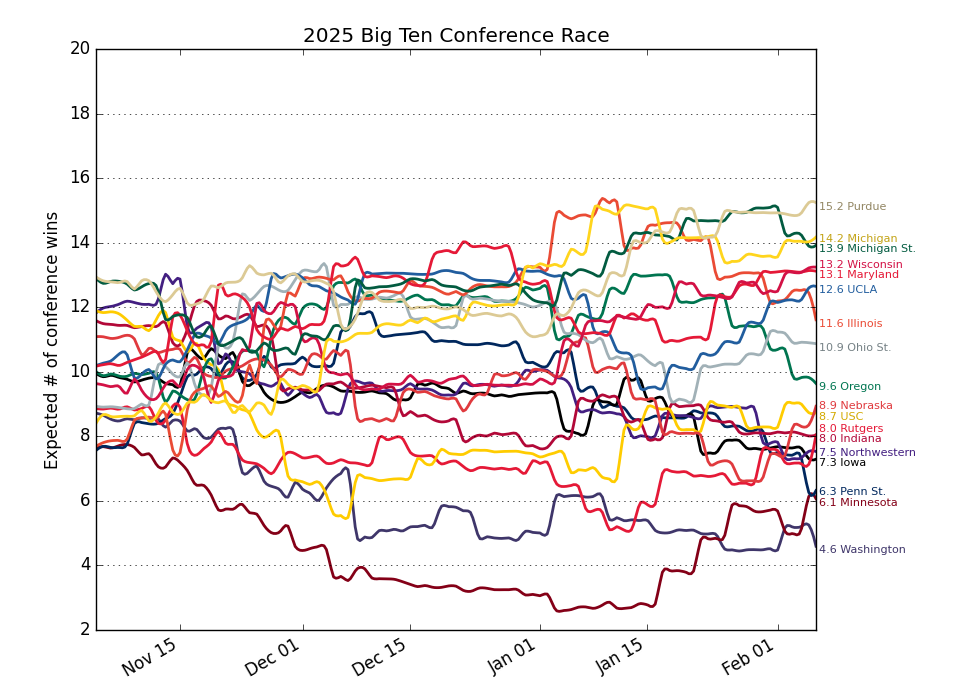 2025 Big Ten Conference Race
Expected # of conference wins
20
18
16
14
12
10
8
6
4
2
Nov 15
Dec 01
Dec 15
Jan 01
Jan 15
Feb 01
15.2 Purdue
14.2 Michigan
13.9 Michigan St.
13.2 Wisconsin
13.1 Maryland
12.6 UCLA
11.6 Illinois
10.9 Ohio St.
9.6 Oregon
8.9 Nebraska
8.7 USC
8.0 Rutgers
8.0 Indiana
7.5 Northwestern
7.3 Iowa
6.3 Penn St.
6.1 Minnesota
4.6 Washington